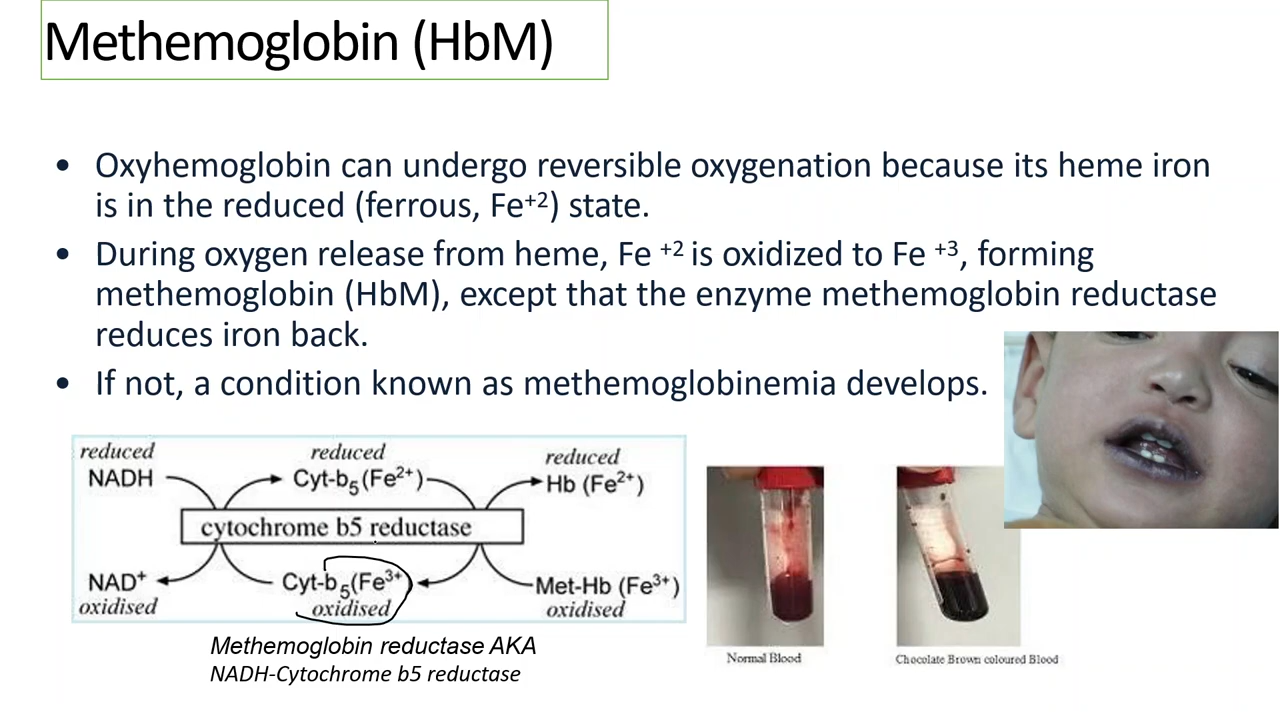 Methemoglobin (HbM)
• Oxyhemoglobin can undergo reversible oxygenation because its heme iron
is in the reduced (ferrous, Fe⁺²) state.
• During oxygen release from heme, Fe ⁺² is oxidized to Fe ⁺³, forming
methemoglobin (HbM), except that the enzyme methemoglobin reductase
reduces iron back.
• If not, a condition known as methemoglobinemia develops.
reduced reduced reduced
NADH Cyt-b₅(Fe²⁺) Hb (Fe²⁺)
cytochrome b5 reductase
NAD⁺ Cyt-b₅(Fe³⁺) Met-Hb (Fe³⁺)
oxidised oxidised oxidised
Methemoglobin reductase AKA
NADH-Cytochrome b5 reductase
Normal Blood
Chocolate Brown coloured Blood